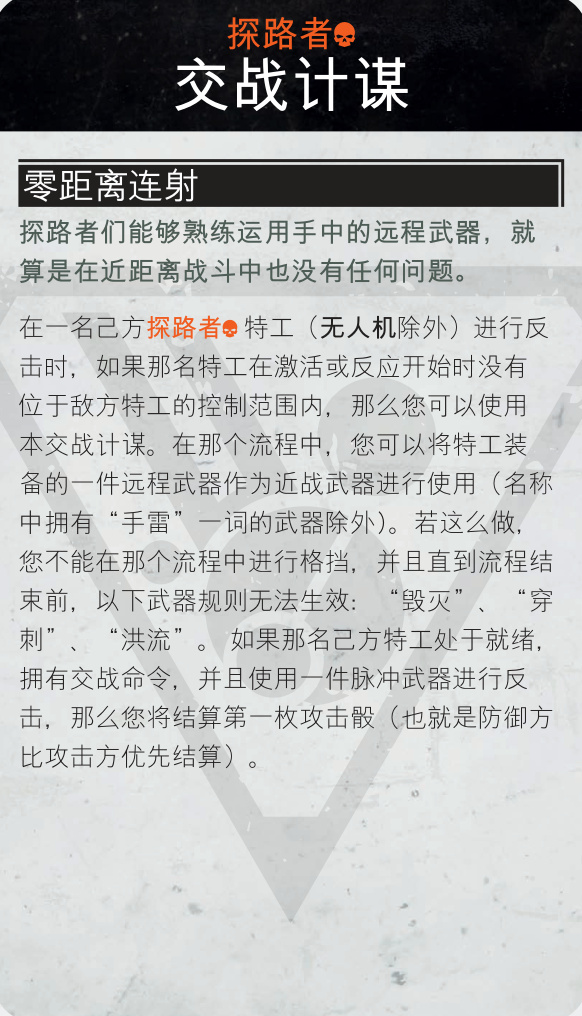 探路者
交战计谋
零距离连射
探路者们能够熟练运用手中的远程武器，就
算是在近距离战斗中也没有任何问题。
在一名己方探路者 特工（无人机除外）进行反
击时，如果那名特工在激活或反应开始时没有
位于敌方特工的控制范围内，那么您可以使用
本交战计谋。在那个流程中，您可以将特工装
备的一件远程武器作为近战武器进行使用（名称
中拥有“手雷”一词的武器除外)。若这么做，
您不能在那个流程中进行格挡，并且直到流程结
束前，以下武器规则无法生效：“毁灭”、“穿
刺”、“洪流”。 如果那名己方特工处于就绪，
拥有交战命令，并且使用一件脉冲武器进行反
击，那么您将结算第一枚攻击骰（也就是防御方
比攻击方优先结算）。